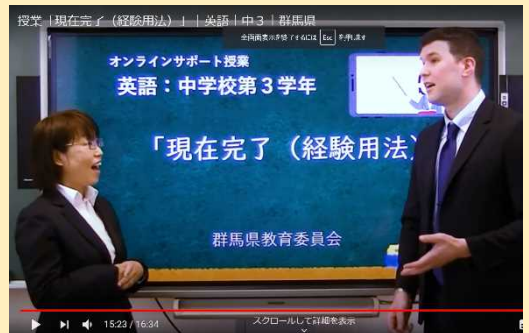 授業「現在完了（経験用法）」｜英語｜中３｜群馬県
全画面表示を終了するには Esc を押します
オンラインサポート授業
英語：中学校第３学年
「現在完了（経験用法）
群馬県教育委員会
15:23 / 16:34
スクロールして詳細を表示